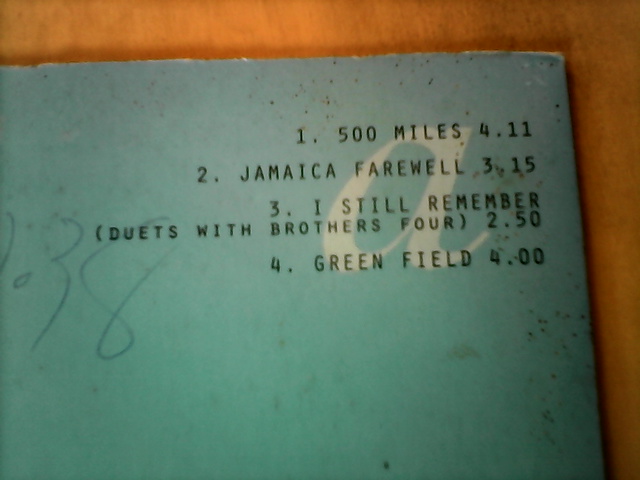 a
1. 500 MILES 4.11
2. JAMAICA FAREWELL 3.15
3. I STILL REMEMBER
(DUETS WITH BROTHERS FOUR) 2.50
4. GREEN FIELD 4.00